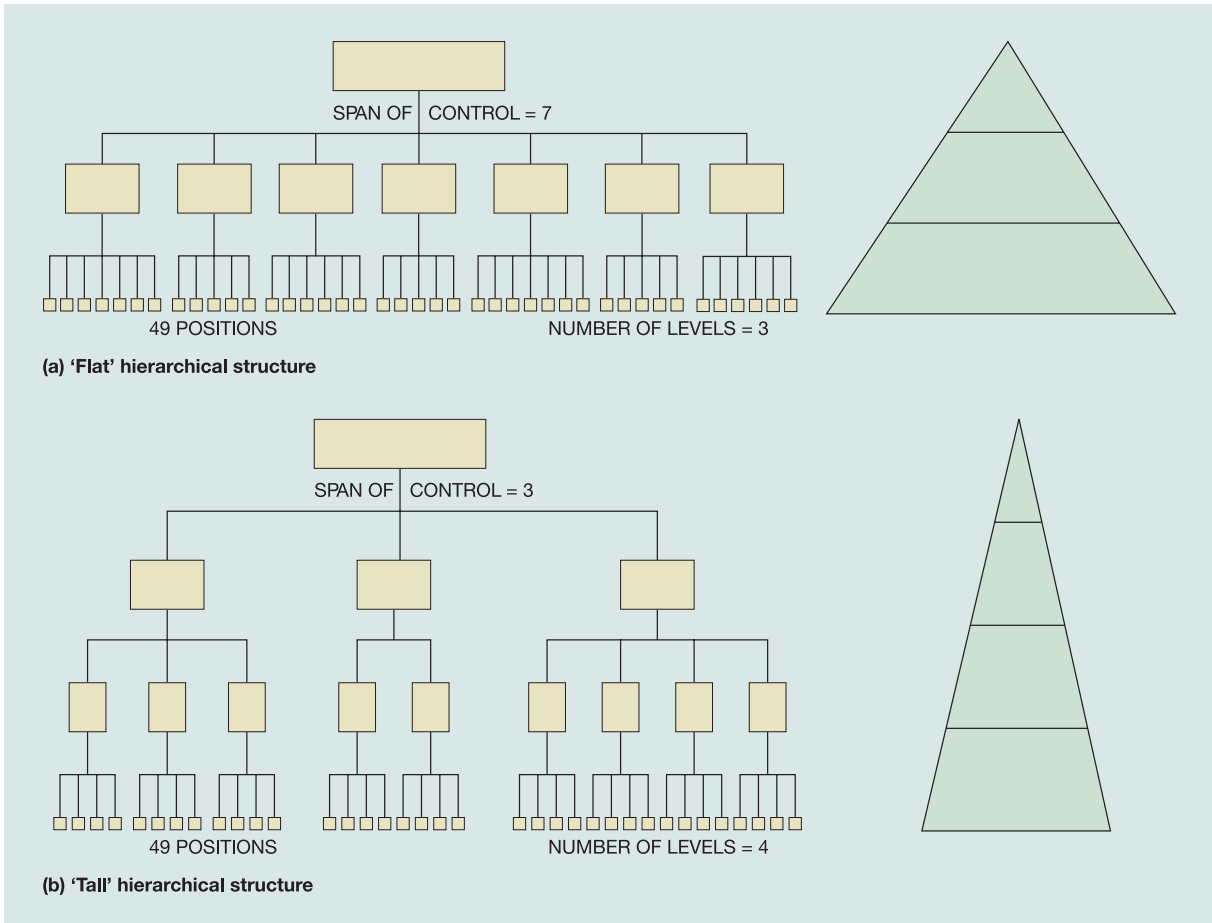 SPAN OF CONTROL = 7
49 POSITIONS
NUMBER OF LEVELS = 3
(a) ‘Flat’ hierarchical structure
SPAN OF CONTROL = 3
49 POSITIONS
NUMBER OF LEVELS = 4
(b) ‘Tall’ hierarchical structure